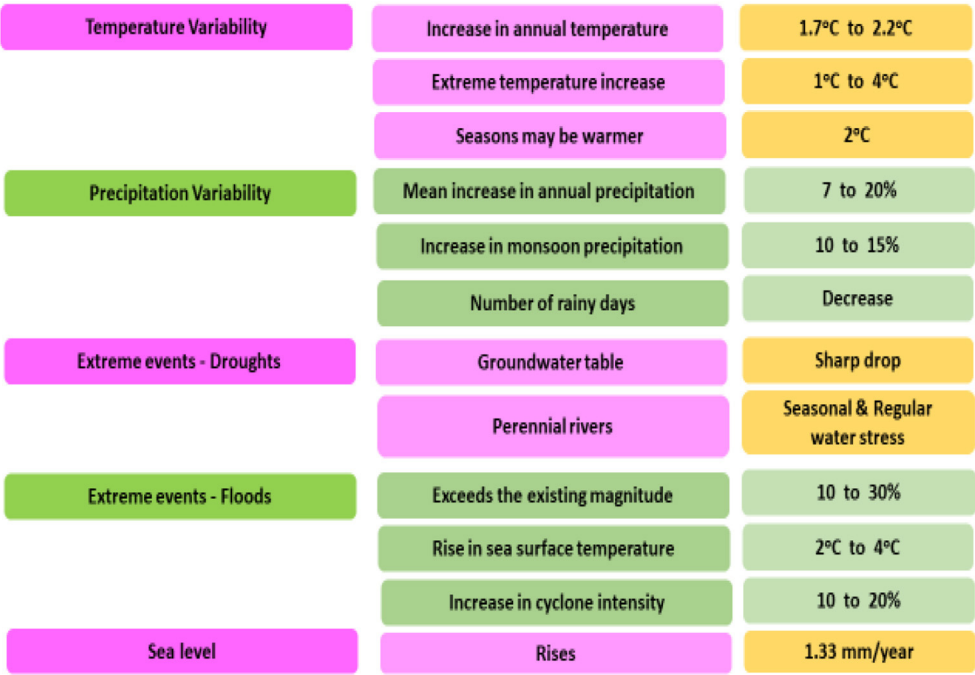 Temperature Variability
Increase in annual temperature
1.7°C to 2.2°C
Extreme temperature increase
1°C to 4°C
Seasons may be warmer
2°C
Precipitation Variability
Mean increase in annual precipitation
7 to 20%
Increase in monsoon precipitation
10 to 15%
Number of rainy days
Decrease
Extreme events - Droughts
Groundwater table
Sharp drop
Perennial rivers
Seasonal & Regular
water stress
Extreme events - Floods
Exceeds the existing magnitude
10 to 30%
Rise in sea surface temperature
2°C to 4°C
Increase in cyclone intensity
10 to 20%
Sea level
Rises
1.33 mm/year